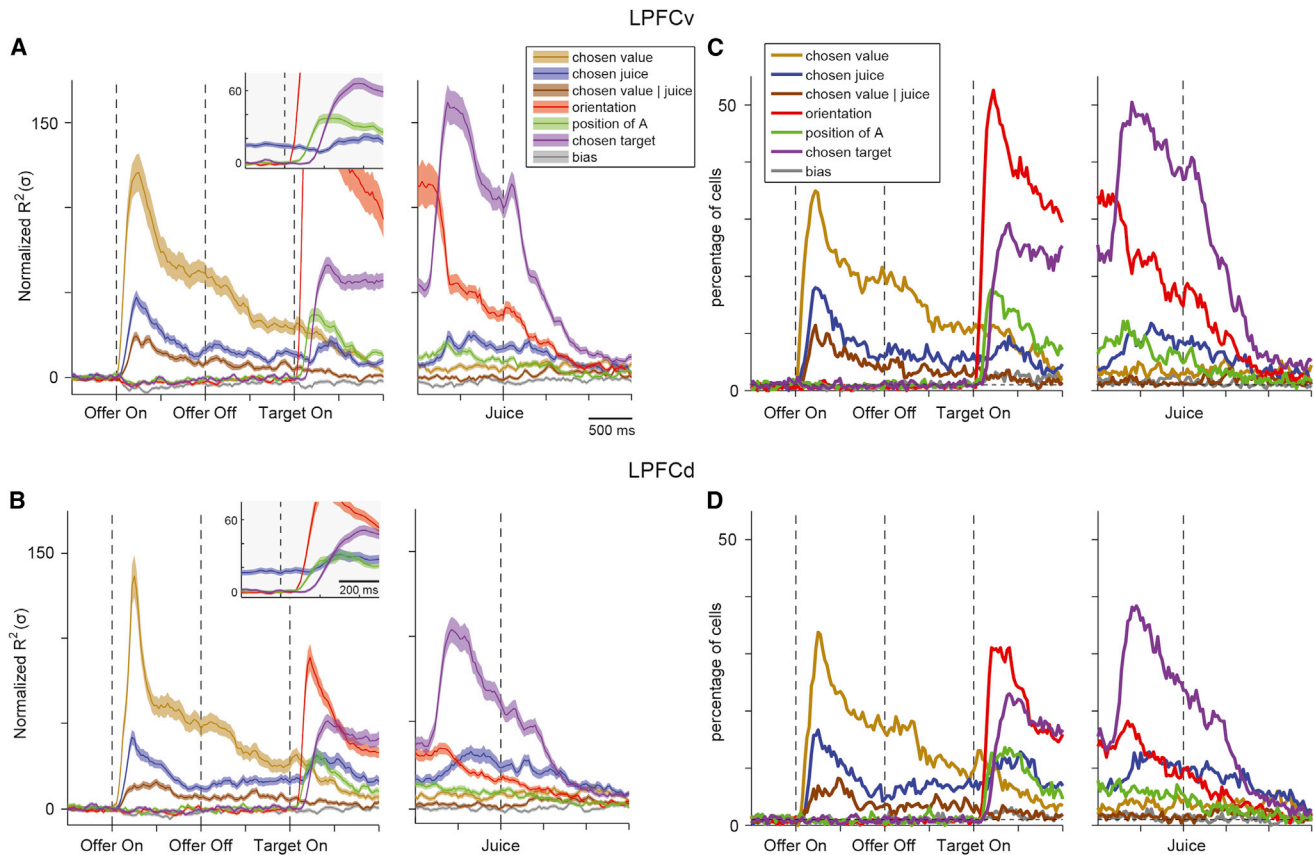 LPFCv
A
chosen value
chosen juice
chosen value | juice
orientation
position of A
chosen target
bias
60
0
150
0
Normalized R² (σ)
Offer On
Offer Off
Target On
Juice
500 ms
C
chosen value
chosen juice
chosen value | juice
orientation
position of A
chosen target
bias
50
0
percentage of cells
Offer On
Offer Off
Target On
Juice
LPFCd
B
60
0
200 ms
150
0
Normalized R² (σ)
Offer On
Offer Off
Target On
Juice
D
50
0
percentage of cells
Offer On
Offer Off
Target On
Juice